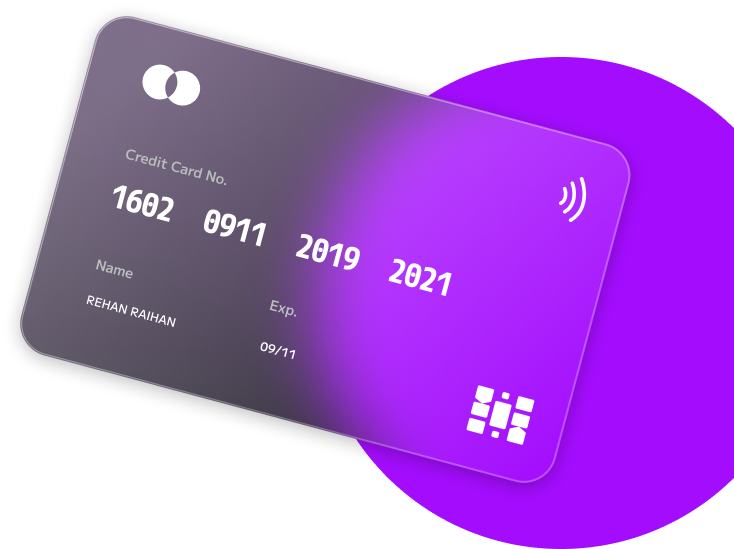 Credit Card No.
1602 0911 2019 2021
Name
REHAN RAIHAN
Exp.
09/11